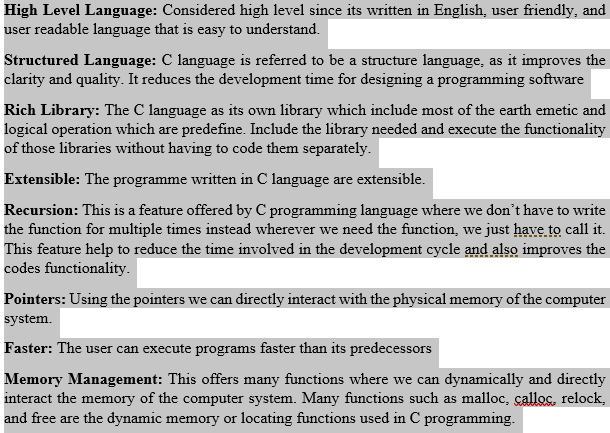 High Level Language: Considered high level since its written in English, user friendly, and
user readable language that is easy to understand.
Structured Language: C language is referred to be a structure language, as it improves the
clarity and quality. It reduces the development time for designing a programming software
Rich Library: The C language as its own library which include most of the earth emetic and
logical operation which are predefine. Include the library needed and execute the functionality
of those libraries without having to code them separately.
Extensible: The programme written in C language are extensible.
Recursion: This is a feature offered by C programming language where we don’t have to write
the function for multiple times instead wherever we need the function, we just have to call it.
This feature help to reduce the time involved in the development cycle and also improves the
codes functionality.
Pointers: Using the pointers we can directly interact with the physical memory of the computer
system.
Faster: The user can execute programs faster than its predecessors
Memory Management: This offers many functions where we can dynamically and directly
interact the memory of the computer system. Many functions such as malloc, calloc, relock,
and free are the dynamic memory or locating functions used in C programming.